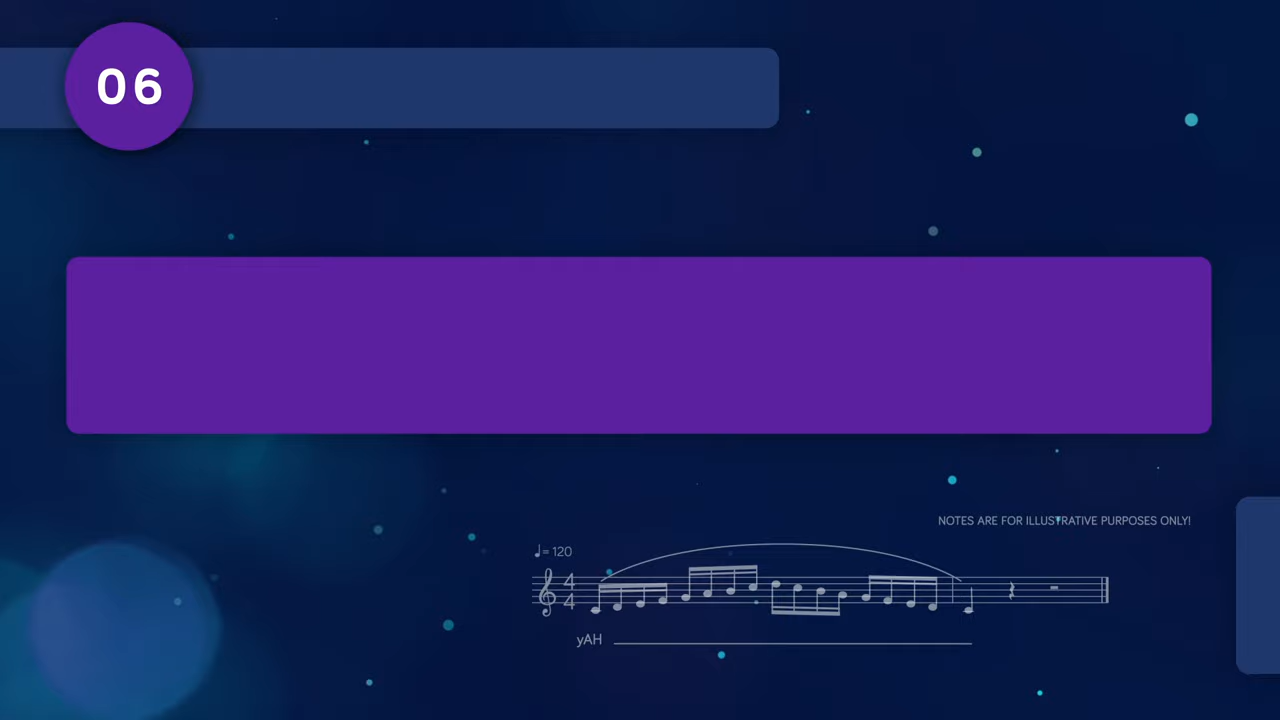 06
NOTES ARE FOR ILLUSTRATIVE PURPOSES ONLY!
♩= 120
4
4
yAH